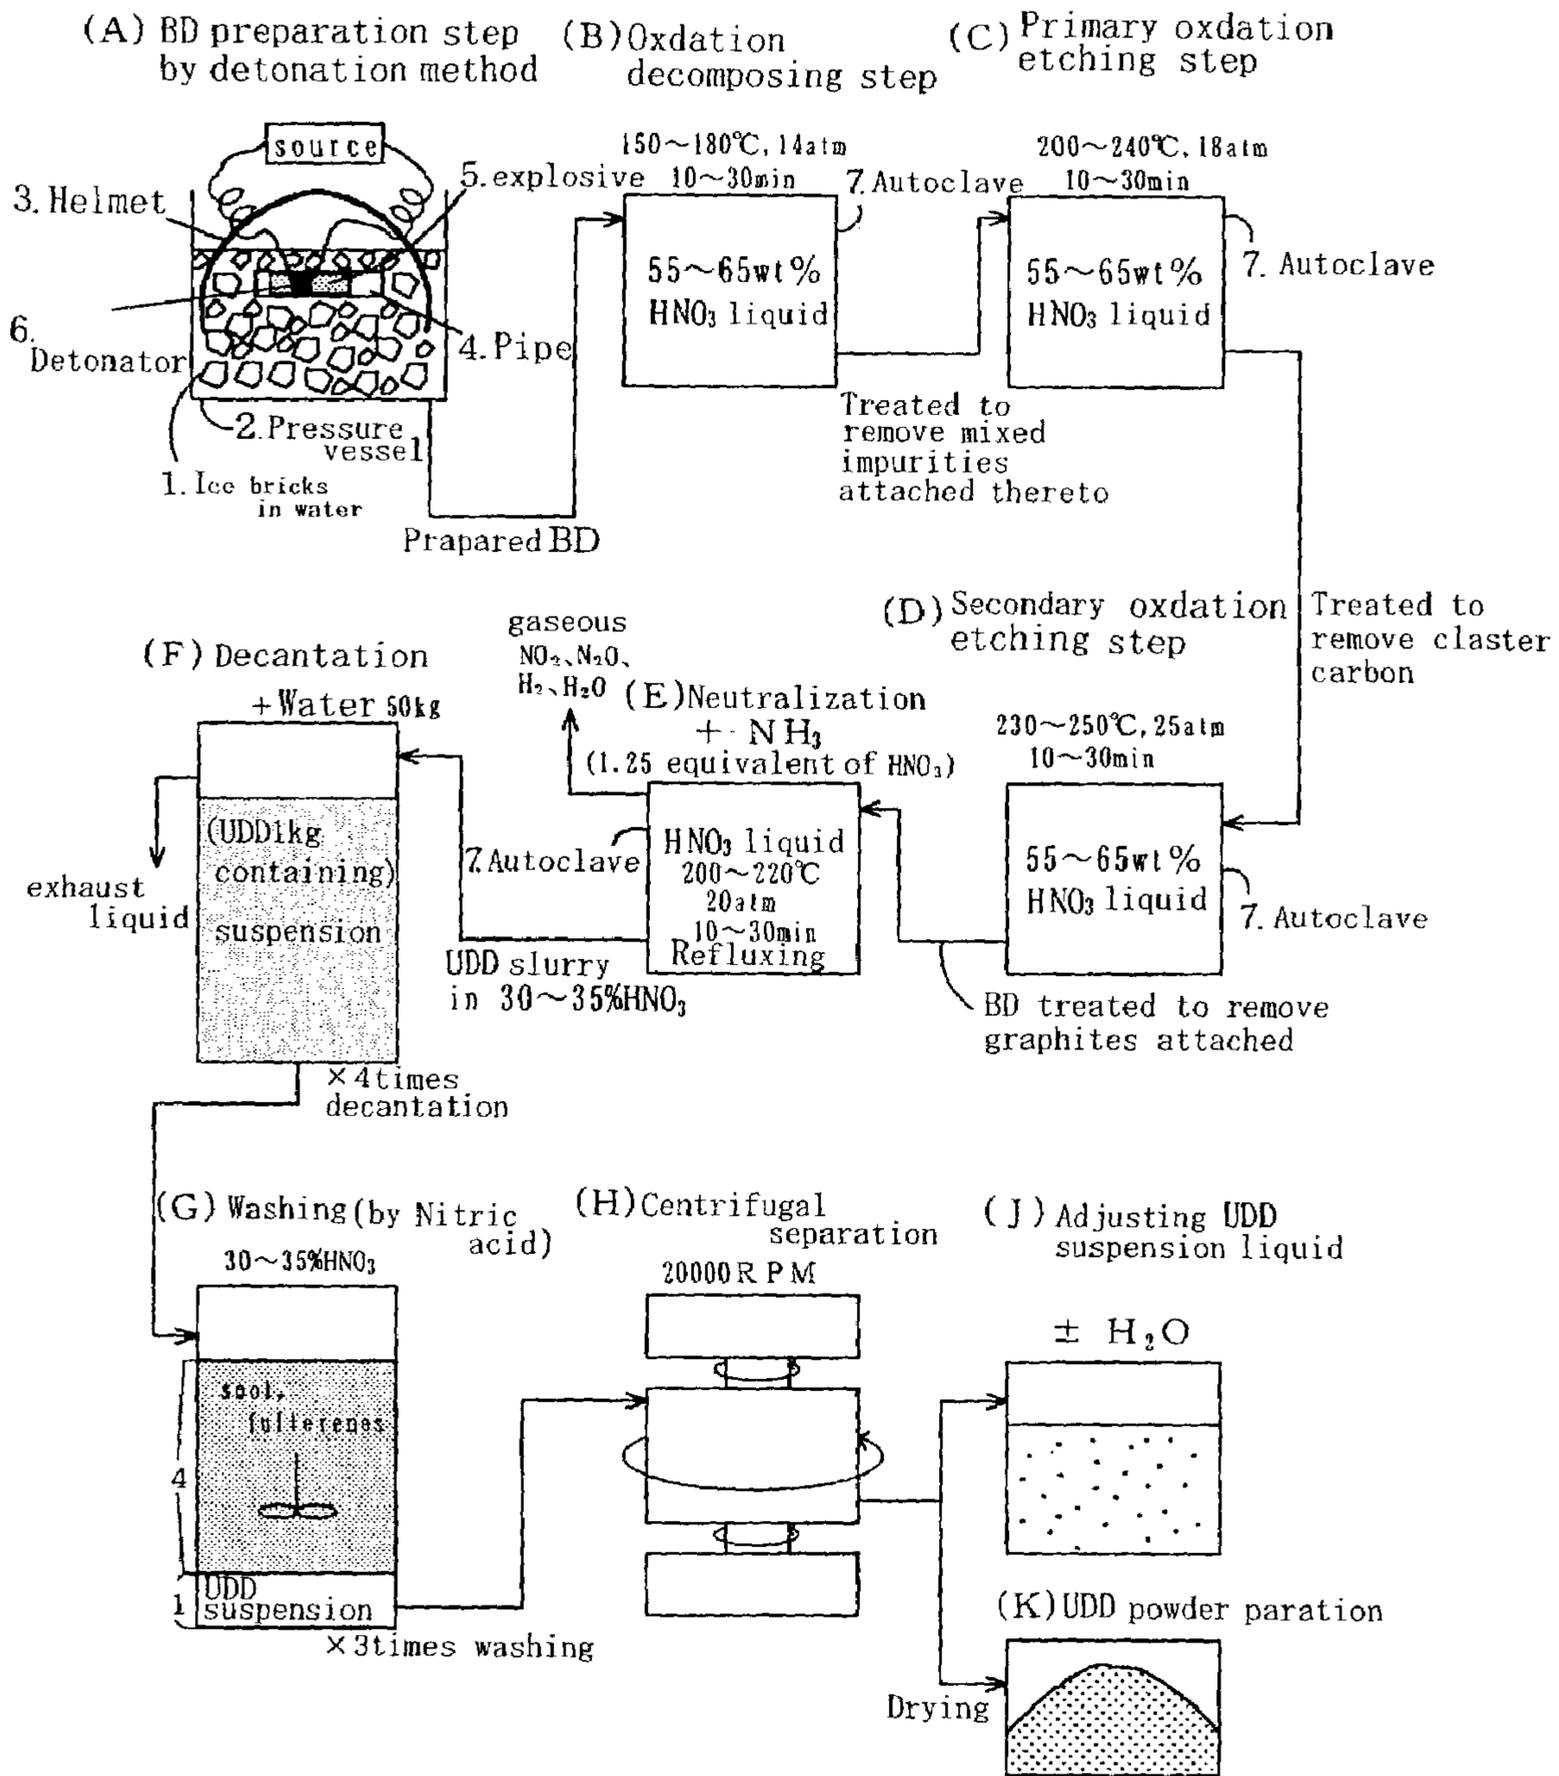 (A) BD preparation step
by detonation method
(B) Oxdation
decomposing step
(C) Primary oxdation
etching step
source
3. Helmet
5. explosive
6.
Detonator
4. Pipe
2. Pressure
vessel
1. Ice bricks
in water
Prapared BD
150~180℃, 14atm
10~30min
7. Autoclave
55~65wt%
HNO₃ liquid
Treated to
remove mixed
impurities
attached thereto
200~240℃, 18atm
10~30min
55~65wt%
HNO₃ liquid
7. Autoclave
Treated to
remove claster
carbon
(D) Secondary oxdation
etching step
230~250℃, 25atm
10~30min
55~65wt%
HNO₃ liquid
7. Autoclave
BD treated to remove
graphites attached
(E) Neutralization
+ NH₃
(1.25 equivalent of HNO₃)
gaseous
NO₂、N₂O、
H₂、H₂O
7. Autoclave
HNO₃ liquid
200~220℃
20atm
10~30min
Refluxing
UDD slurry
in 30~35%HNO₃
(F) Decantation
+Water 50kg
(UDD1kg
containing)
suspension
exhaust
liquid
×4times
decantation
(G) Washing (by Nitric
acid)
30~35%HNO₃
soot,
fullerenes
4
1
UDD
suspension
×3times washing
(H) Centrifugal
separation
20000RPM
(J) Adjusting UDD
suspension liquid
± H₂O
(K) UDD powder paration
Drying